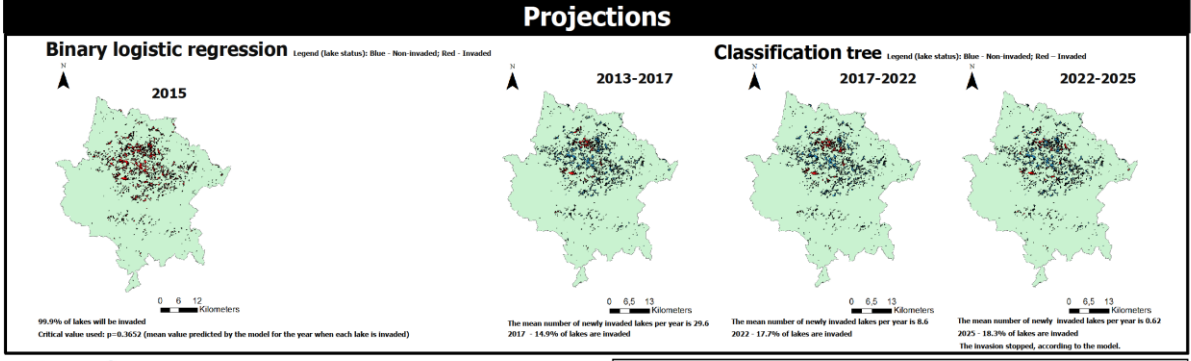 Projections
Binary logistic regression Legend (lake status): Blue - Non-invaded; Red - Invaded
N
2015
0 6 12
Kilometers
99.9% of lakes will be invaded
Critical value used: p=0.3652 (mean value predicted by the model for the year when each lake is invaded)
Classification tree Legend (lake status): Blue - Non-invaded; Red – Invaded
N
2013-2017
0 6,5 13
Kilometers
The mean number of newly invaded lakes per year is 29.6
2017 - 14.9% of lakes are invaded
N
2017-2022
0 6,5 13
Kilometers
The mean number of newly invaded lakes per year is 8.6
2022 - 17.7% of lakes are invaded
N
2022-2025
0 6,5 13
Kilometers
The mean number of newly invaded lakes per year is 0.62
2025 - 18.3% of lakes are invaded
The invasion stopped, according to the model.